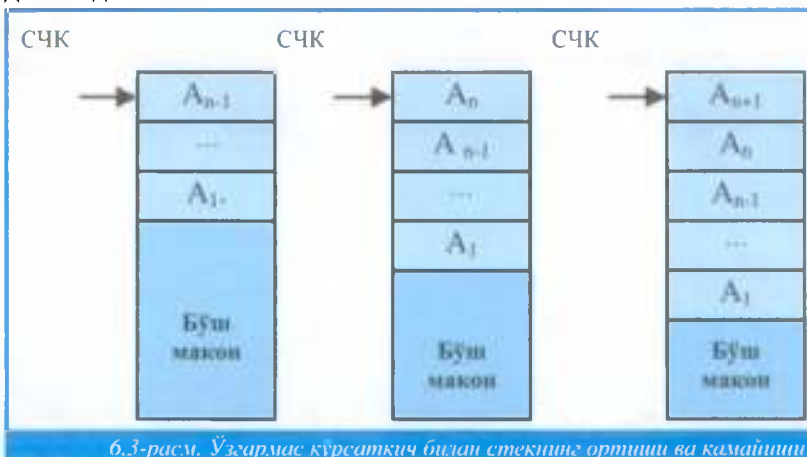 СЧК СЧК СЧК
Aₙ₋₁ Aₙ Aₙ₊₁
... A ₙ₋₁ Aₙ
A₁. ... Aₙ₋₁
A₁ ...
A₁
Бўш Бўш Бўш
макон макон макон
6.3-расм. Ўзгармас кўрсаткич билан стекнинг ортиши ва камайиши